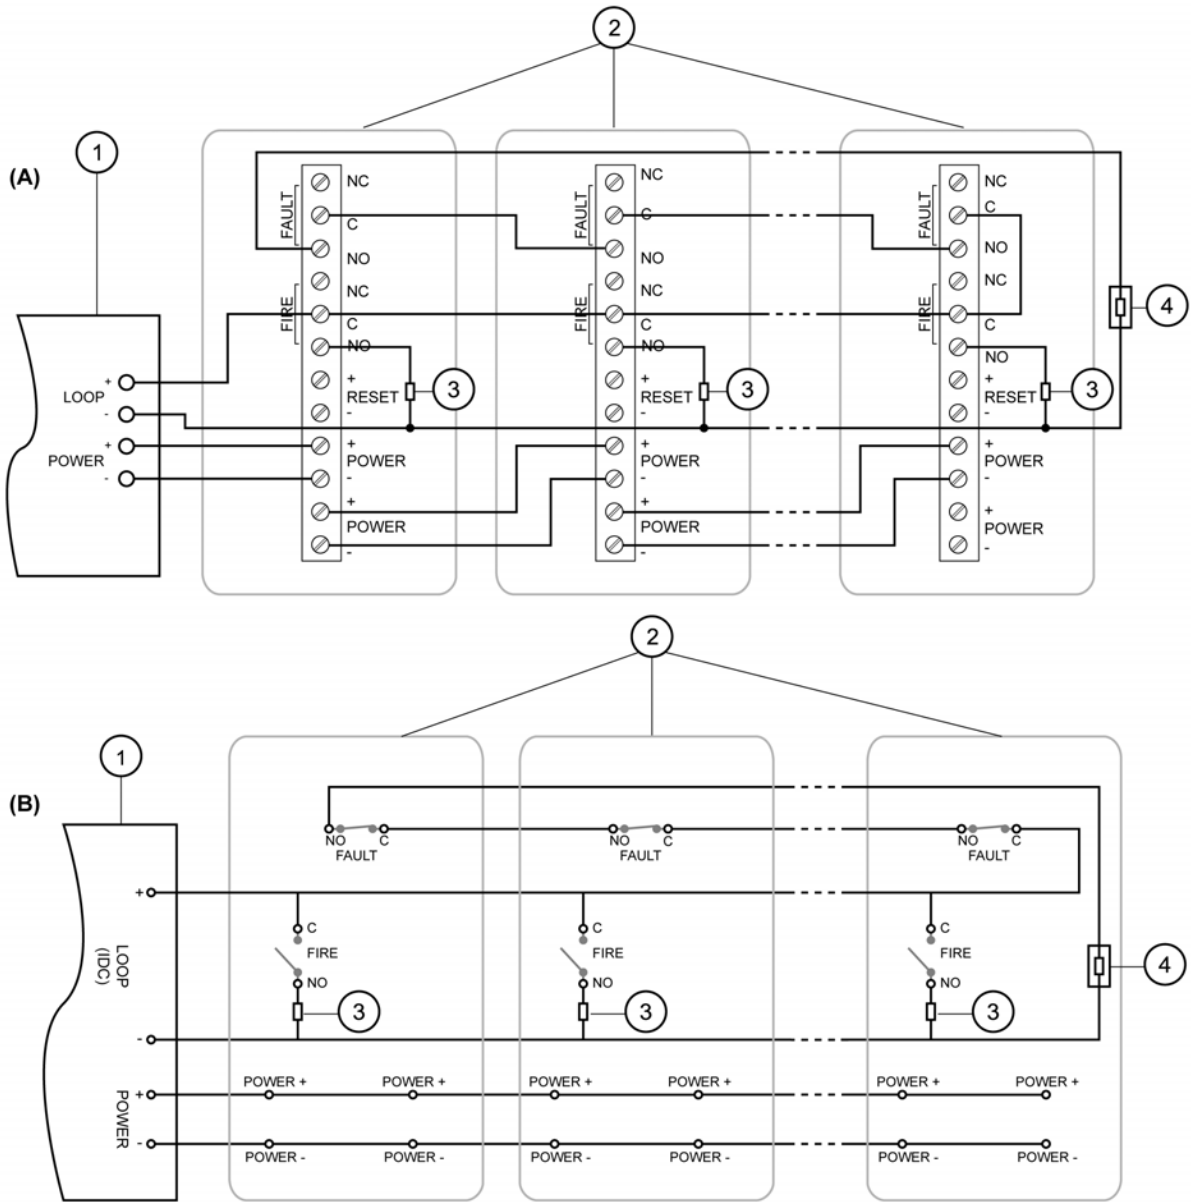 2
1
(A)
NC
FAULT
C
NO
NC
FIRE
C
NO
+
RESET
-
+
POWER
-
+
POWER
-
3
NC
FAULT
C
NO
NC
FIRE
C
NO
+
RESET
-
+
POWER
-
+
POWER
-
3
NC
FAULT
C
NO
NC
FIRE
C
NO
+
RESET
-
+
POWER
-
+
POWER
-
3
4
+
LOOP
-
+
POWER
-
2
1
(B)
NO C
FAULT
NO C
FAULT
NO C
FAULT
+
LOOP
(IDC)
-
C
FIRE
NO
3
C
FIRE
NO
3
C
FIRE
NO
3
4
+
POWER
-
POWER + POWER + POWER + POWER + POWER + POWER +
POWER - POWER - POWER - POWER - POWER - POWER -